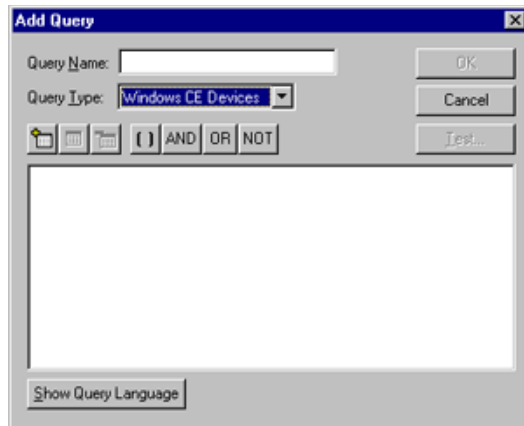 Add Query
Query Name:
OK
Query Type: Windows CE Devices
Cancel
( ) AND OR NOT
Test...
Show Query Language